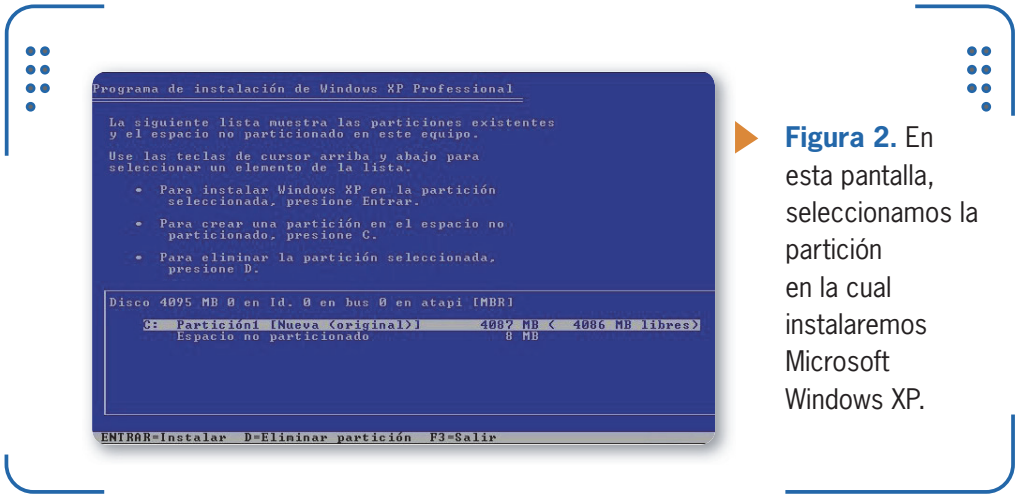 Programa de instalación de Windows XP Professional
La siguiente lista muestra las particiones existentes
y el espacio no particionado en este equipo.
Use las teclas de cursor arriba y abajo para
seleccionar un elemento de la lista.
• Para instalar Windows XP en la partición
seleccionada, presione Entrar.
• Para crear una partición en el espacio no
particionado, presione C.
• Para eliminar la partición seleccionada,
presione D.
Disco 4095 MB 0 en Id. 0 en bus 0 en atapi [MBR]
C: Partición1 [Nueva (original)] 4087 MB ( 4086 MB libres)
Espacio no particionado 8 MB
ENTRAR=Instalar D=Eliminar partición F3=Salir
Figura 2. En
esta pantalla,
seleccionamos la
partición
en la cual
instalaremos
Microsoft
Windows XP.